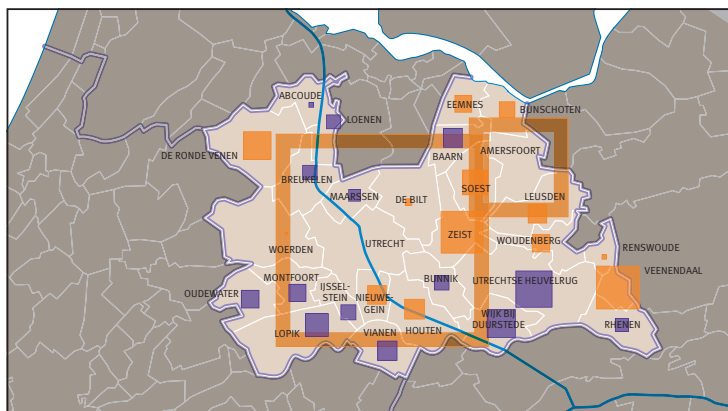 ABCOUDE
EEMNES
BUNSCHOTEN
LOENEN
DE RONDE VENEN
BAARN
AMERSFOORT
BREUKELEN
SOEST
MAARSSEN
DE BILT
LEUSDEN
ZEIST
WOERDEN
UTRECHT
WOUDENBERG
RENSWOUDE
VEENENDAAL
MONTFOORT
IJSSEL-
STEIN
NIEUWE-
GEIN
BUNNIK
UTRECHTSE HEUVELRUG
OUDEWATER
LOPIK
VIANEN
HOUTEN
WIJK BIJ
DUURSTEDE
RHENEN